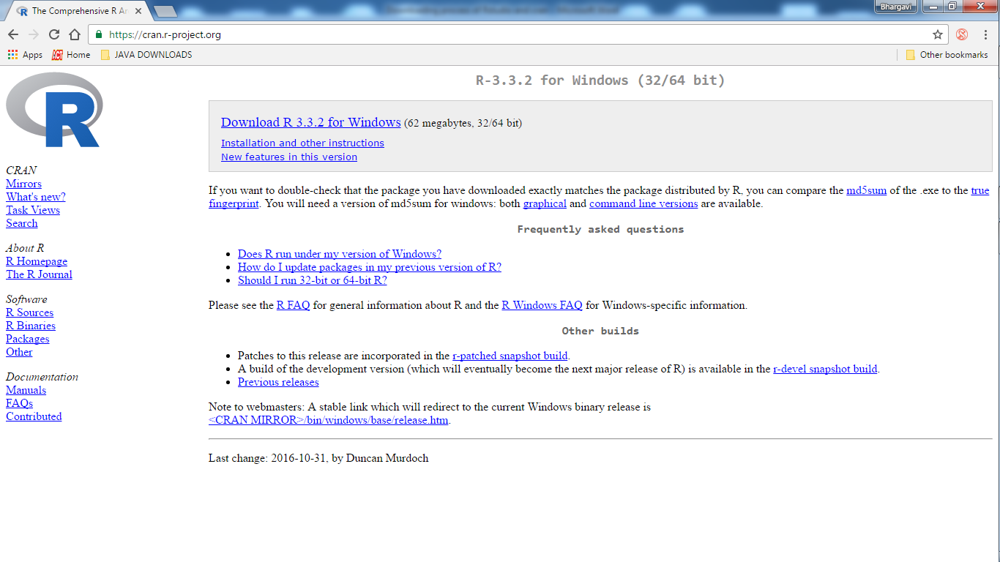 The Comprehensive R Ar
Bhargavi
https://cran.r-project.org
Apps
ACT Home
JAVA DOWNLOADS
Other bookmarks
R
CRAN
Mirrors
What's new?
Task Views
Search
About R
R Homepage
The R Journal
Software
R Sources
R Binaries
Packages
Other
Documentation
Manuals
FAQs
Contributed
R-3.3.2 for Windows (32/64 bit)
Download R 3.3.2 for Windows (62 megabytes, 32/64 bit)
Installation and other instructions
New features in this version
If you want to double-check that the package you have downloaded exactly matches the package distributed by R, you can compare the md5sum of the .exe to the true
fingerprint. You will need a version of md5sum for windows: both graphical and command line versions are available.
Frequently asked questions
• Does R run under my version of Windows?
• How do I update packages in my previous version of R?
• Should I run 32-bit or 64-bit R?
Please see the R FAQ for general information about R and the R Windows FAQ for Windows-specific information.
Other builds
• Patches to this release are incorporated in the r-patched snapshot build.
• A build of the development version (which will eventually become the next major release of R) is available in the r-devel snapshot build.
• Previous releases
Note to webmasters: A stable link which will redirect to the current Windows binary release is
<CRAN MIRROR>/bin/windows/base/release.htm.
Last change: 2016-10-31, by Duncan Murdoch